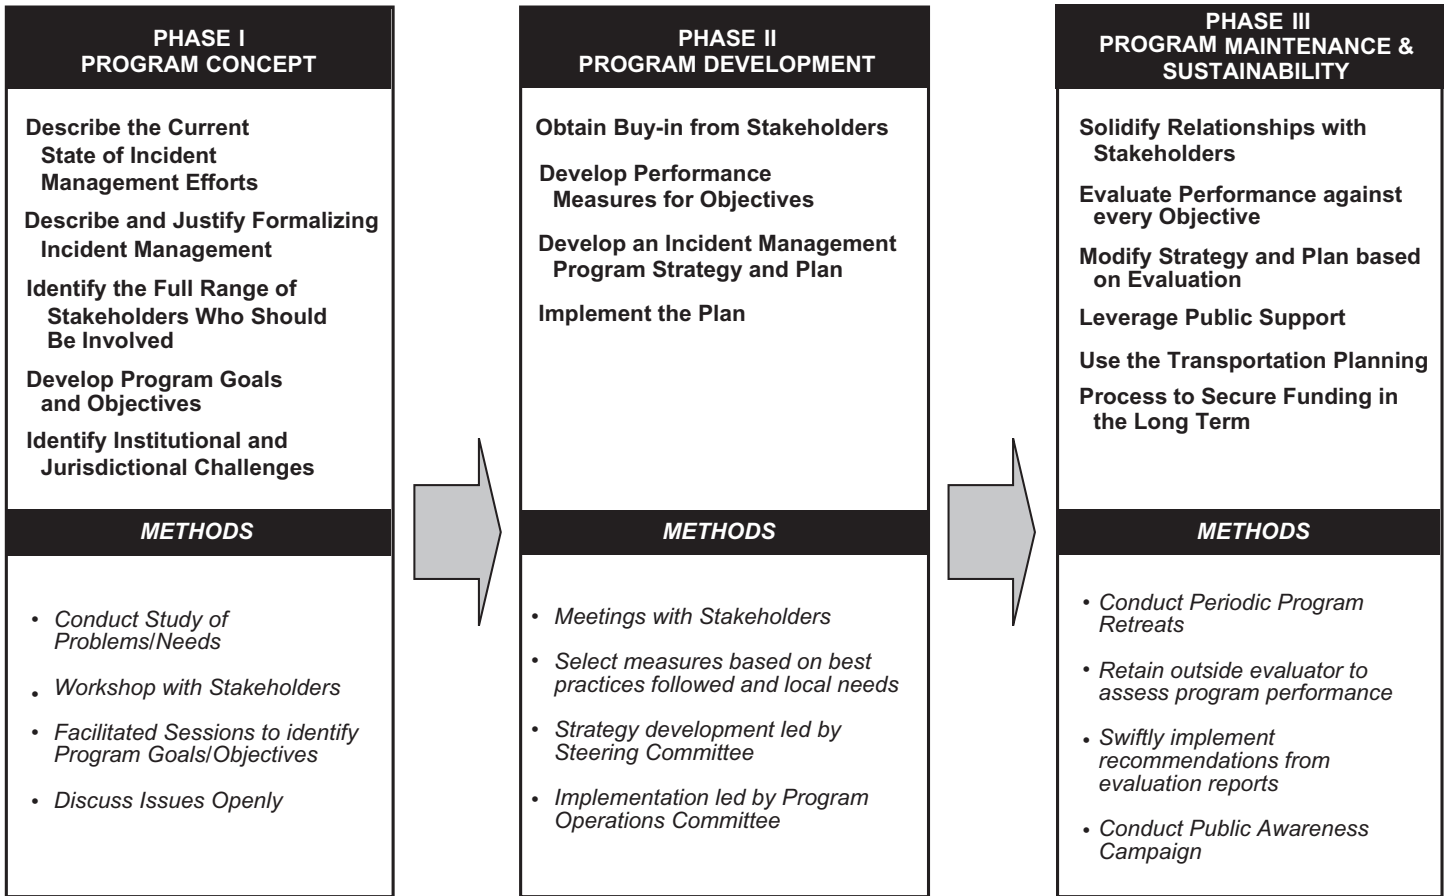 PHASE I
PROGRAM CONCEPT
Describe the Current
State of Incident
Management Efforts
Describe and Justify Formalizing
Incident Management
Identify the Full Range of
Stakeholders Who Should
Be Involved
Develop Program Goals
and Objectives
Identify Institutional and
Jurisdictional Challenges
METHODS
• Conduct Study of
Problems/Needs
• Workshop with Stakeholders
• Facilitated Sessions to identify
Program Goals/Objectives
• Discuss Issues Openly
PHASE II
PROGRAM DEVELOPMENT
Obtain Buy-in from Stakeholders
Develop Performance
Measures for Objectives
Develop an Incident Management
Program Strategy and Plan
Implement the Plan
METHODS
• Meetings with Stakeholders
• Select measures based on best
practices followed and local needs
• Strategy development led by
Steering Committee
• Implementation led by Program
Operations Committee
PHASE III
PROGRAM MAINTENANCE &
SUSTAINABILITY
Solidify Relationships with
Stakeholders
Evaluate Performance against
every Objective
Modify Strategy and Plan based
on Evaluation
Leverage Public Support
Use the Transportation Planning
Process to Secure Funding in
the Long Term
METHODS
• Conduct Periodic Program
Retreats
• Retain outside evaluator to
assess program performance
• Swiftly implement
recommendations from
evaluation reports
• Conduct Public Awareness
Campaign